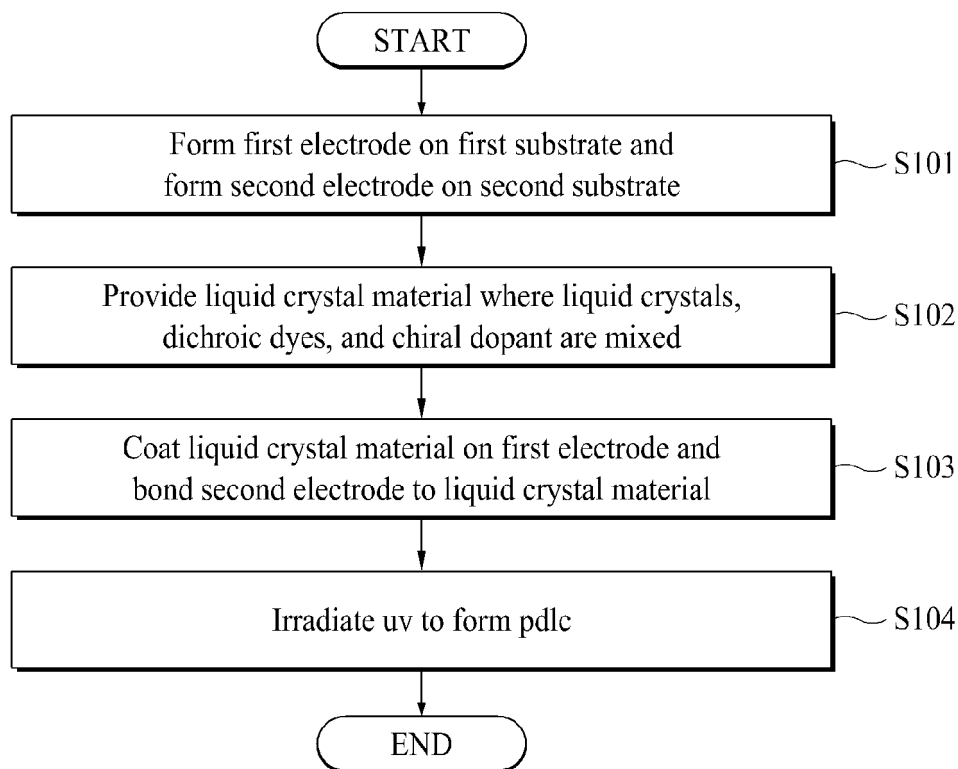 START
Form first electrode on first substrate and
form second electrode on second substrate
S101
Provide liquid crystal material where liquid crystals,
dichroic dyes, and chiral dopant are mixed
S102
Coat liquid crystal material on first electrode and
bond second electrode to liquid crystal material
S103
Irradiate uv to form pdlc
S104
END